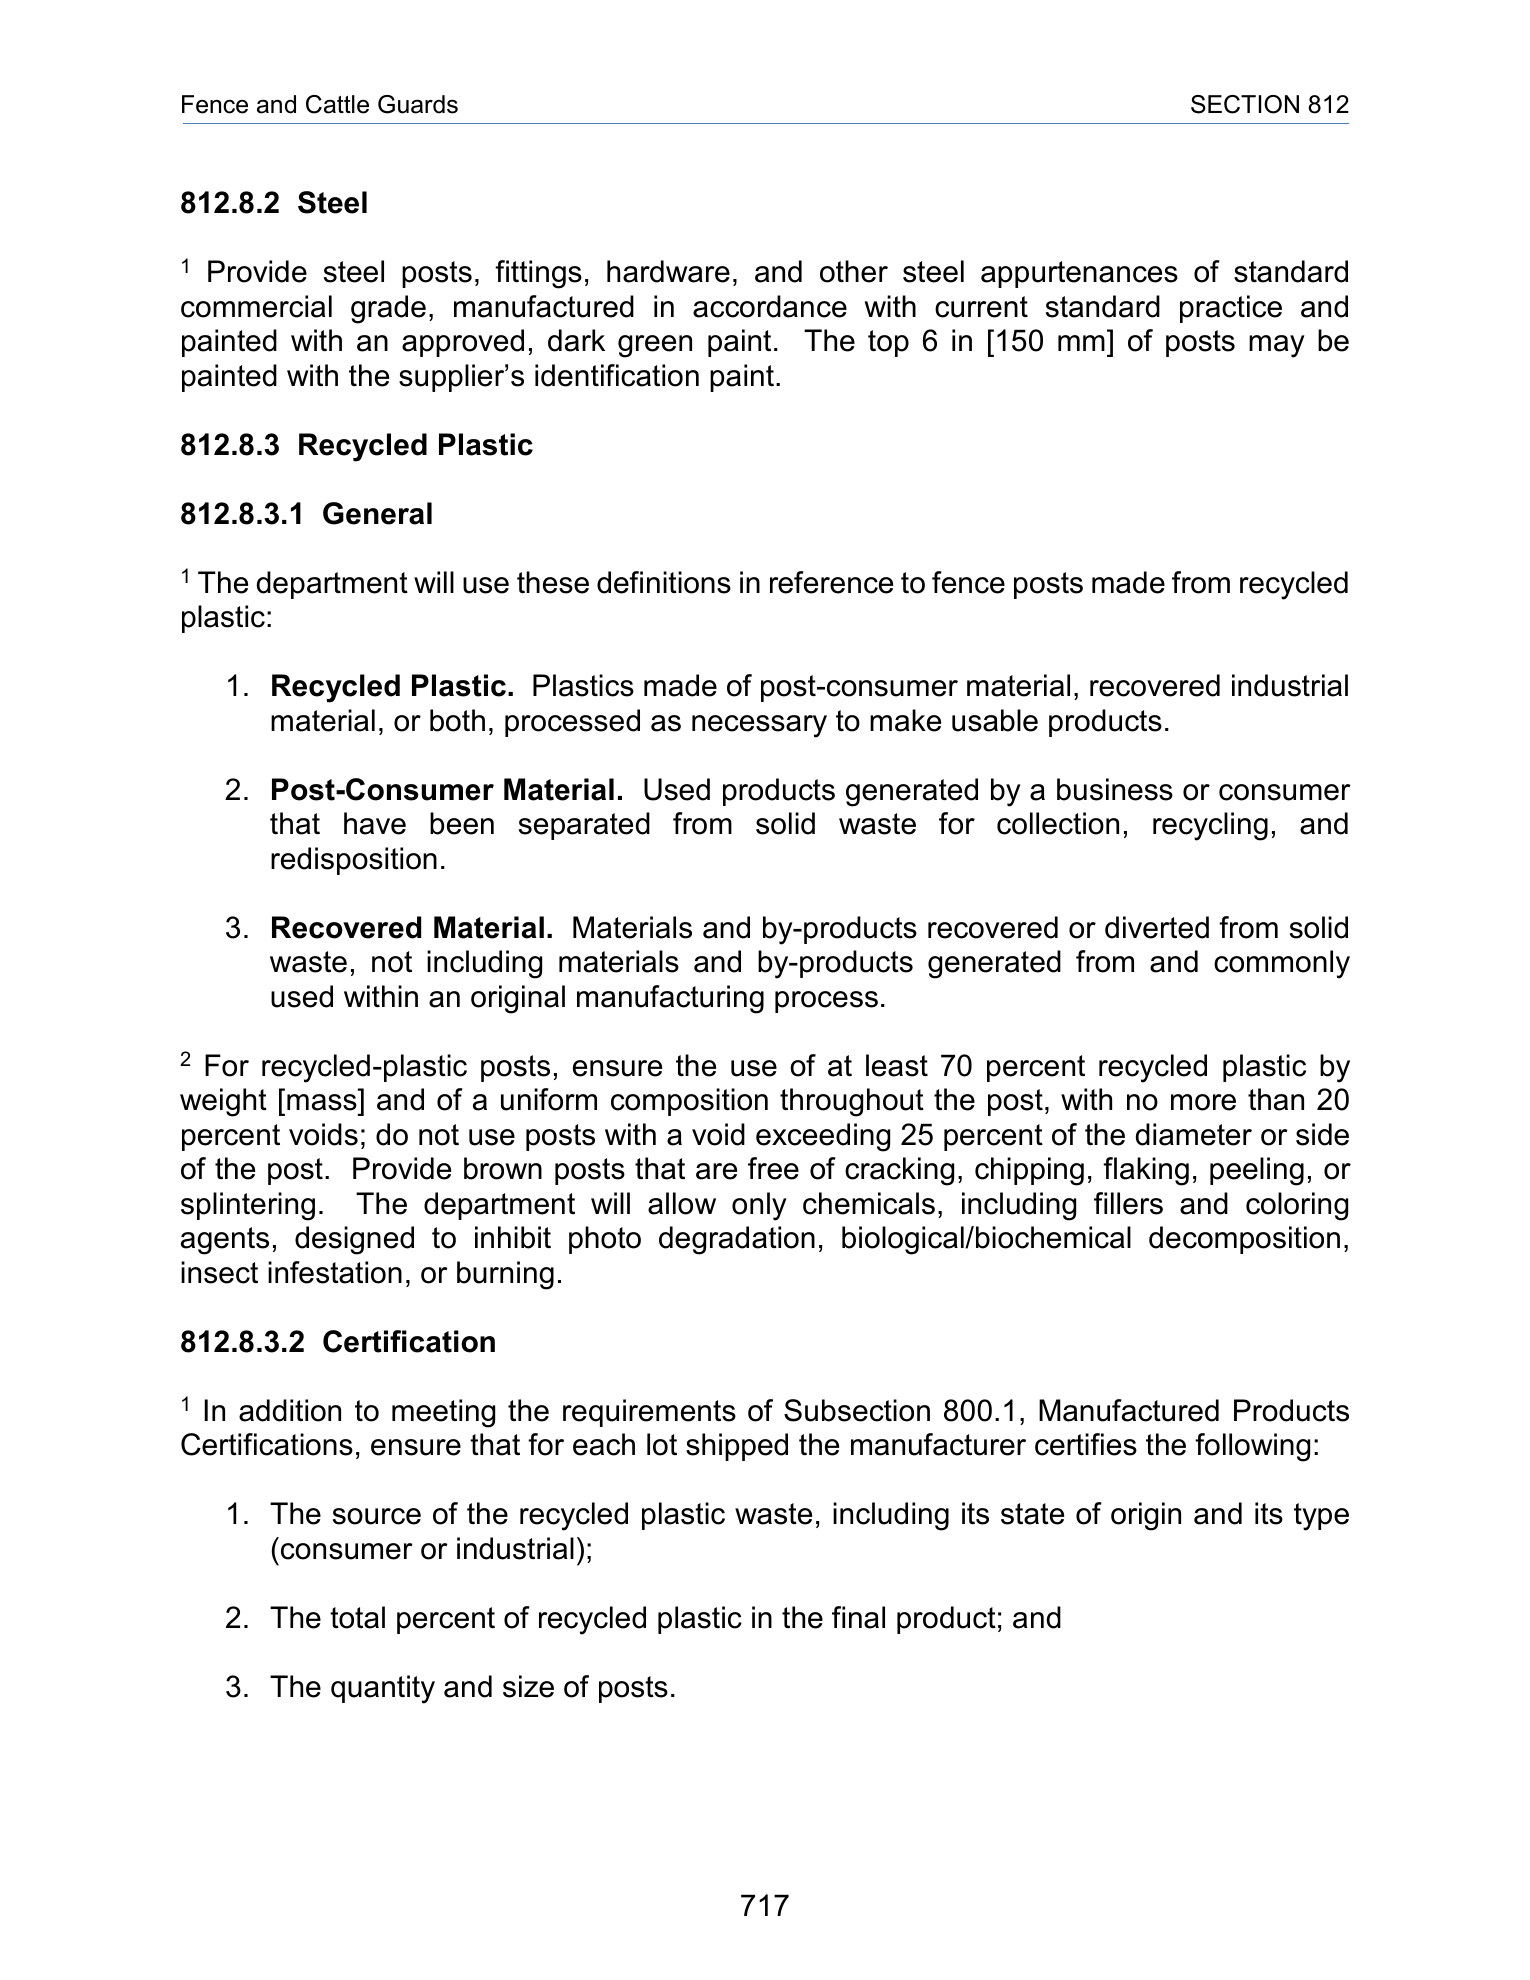 Fence and Cattle Guards SECTION 812
812.8.2 Steel
1 Provide steel posts, fittings, hardware, and other steel appurtenances of standard
commercial grade, manufactured in accordance with current standard practice and
painted with an approved, dark green paint. The top 6 in [150 mm] of posts may be
painted with the supplier’s identification paint.
812.8.3 Recycled Plastic
812.8.3.1 General
1 The department will use these definitions in reference to fence posts made from recycled
plastic:
1. Recycled Plastic. Plastics made of post-consumer material, recovered industrial
material, or both, processed as necessary to make usable products.
2. Post-Consumer Material. Used products generated by a business or consumer
that have been separated from solid waste for collection, recycling, and
redisposition.
3. Recovered Material. Materials and by-products recovered or diverted from solid
waste, not including materials and by-products generated from and commonly
used within an original manufacturing process.
2 For recycled-plastic posts, ensure the use of at least 70 percent recycled plastic by
weight [mass] and of a uniform composition throughout the post, with no more than 20
percent voids; do not use posts with a void exceeding 25 percent of the diameter or side
of the post. Provide brown posts that are free of cracking, chipping, flaking, peeling, or
splintering. The department will allow only chemicals, including fillers and coloring
agents, designed to inhibit photo degradation, biological/biochemical decomposition,
insect infestation, or burning.
812.8.3.2 Certification
1 In addition to meeting the requirements of Subsection 800.1, Manufactured Products
Certifications, ensure that for each lot shipped the manufacturer certifies the following:
1. The source of the recycled plastic waste, including its state of origin and its type
(consumer or industrial);
2. The total percent of recycled plastic in the final product; and
3. The quantity and size of posts.
717